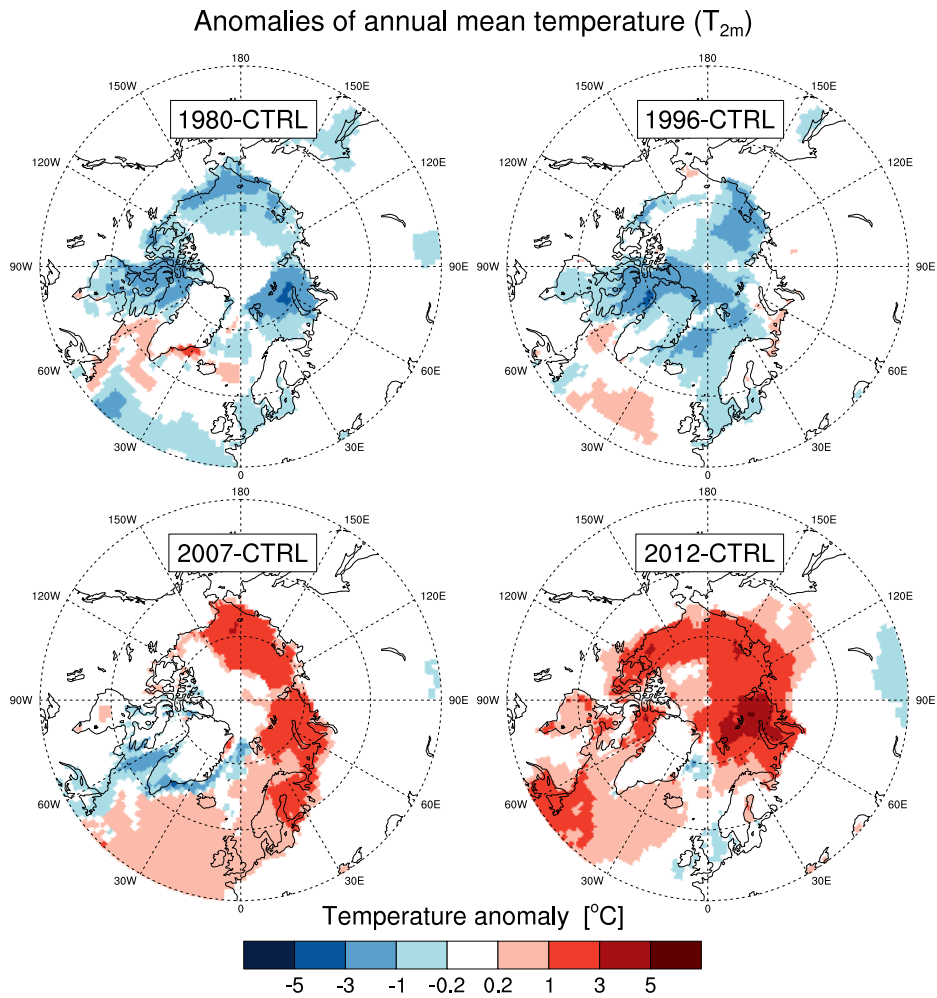 Anomalies of annual mean temperature (T2m)
180
180
150W
150E
150W
150E
1980-CTRL
1996-CTRL
120W
120E
120W
120E
90W
90E
90W
90E
60W
60E
60W
60E
30W
30E
30W
30E
0
0
180
180
150W
150E
150W
150E
2007-CTRL
2012-CTRL
120W
120E
120W
120E
90W
90E
90W
90E
60W
60E
60W
60E
30W
30E
30W
30E
0
0
Temperature anomaly [°C]
-5 -3 -1 -0.2 0.2 1 3 5